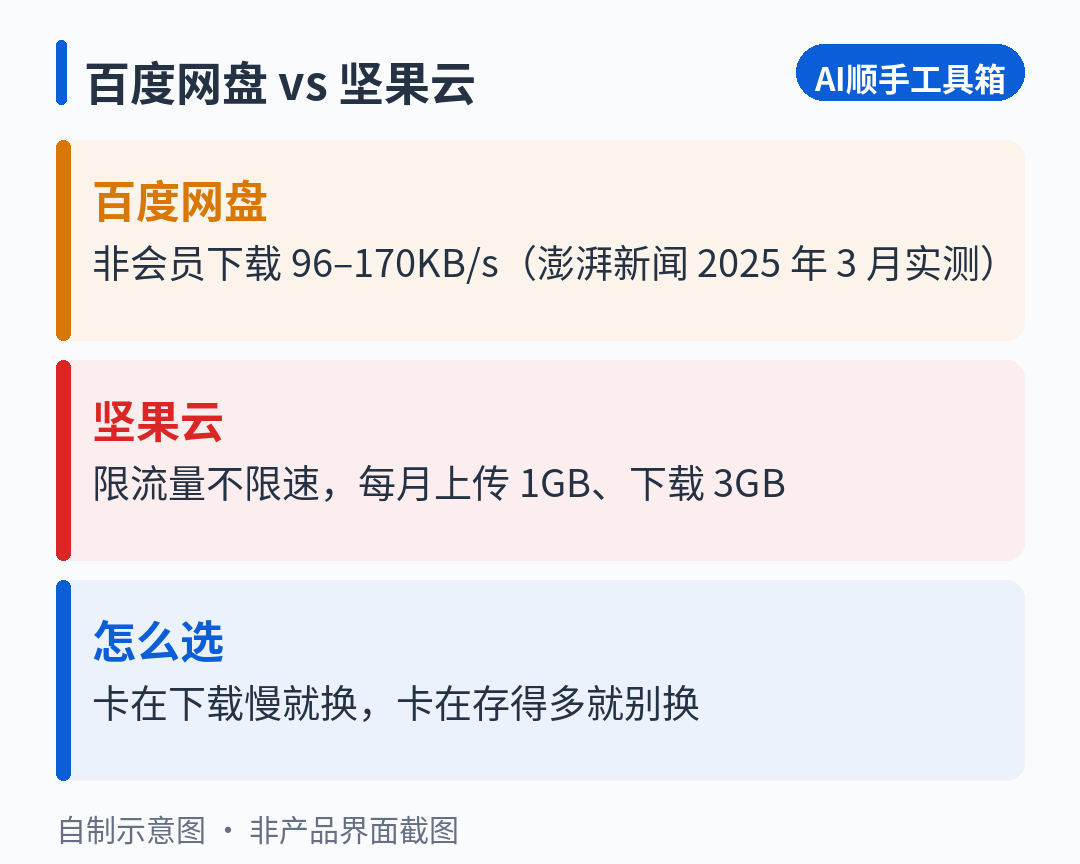 百度网盘 vs 坚果云
AI顺手工具箱
百度网盘
非会员下载 96–170KB/s（澎湃新闻 2025 年 3 月实测）
坚果云
限流量不限速，每月上传 1GB、下载 3GB
怎么选
卡在下载慢就换，卡在存得多就别换
自制示意图 · 非产品界面截图